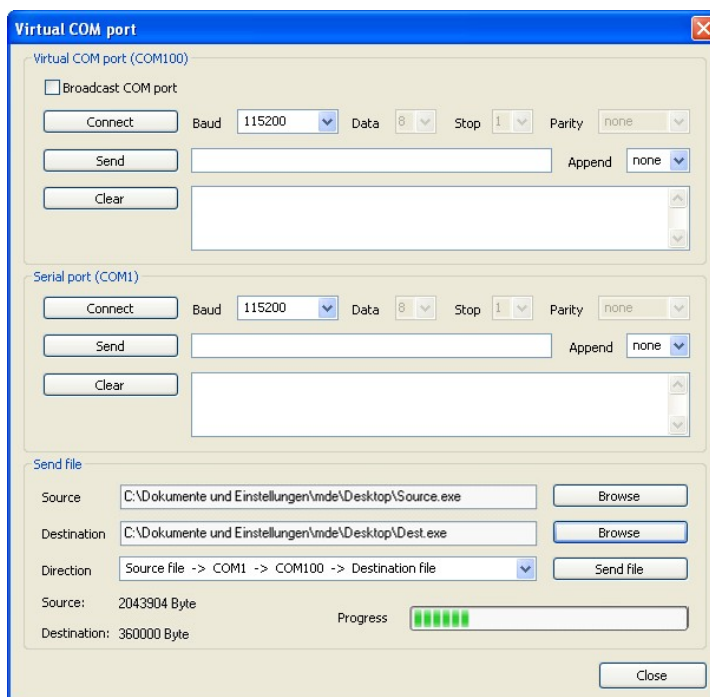 Virtual COM port
Virtual COM port (COM100)
Broadcast COM port
Connect Baud 115200 Data 8 Stop 1 Parity none
Send Append none
Clear
Serial port (COM1)
Connect Baud 115200 Data 8 Stop 1 Parity none
Send Append none
Clear
Send file
Source C:\Dokumente und Einstellungen\mde\Desktop\Source.exe Browse
Destination C:\Dokumente und Einstellungen\mde\Desktop\Dest.exe Browse
Direction Source file -> COM1 -> COM100 -> Destination file Send file
Source: 2043904 Byte
Progress
Destination: 360000 Byte
Close